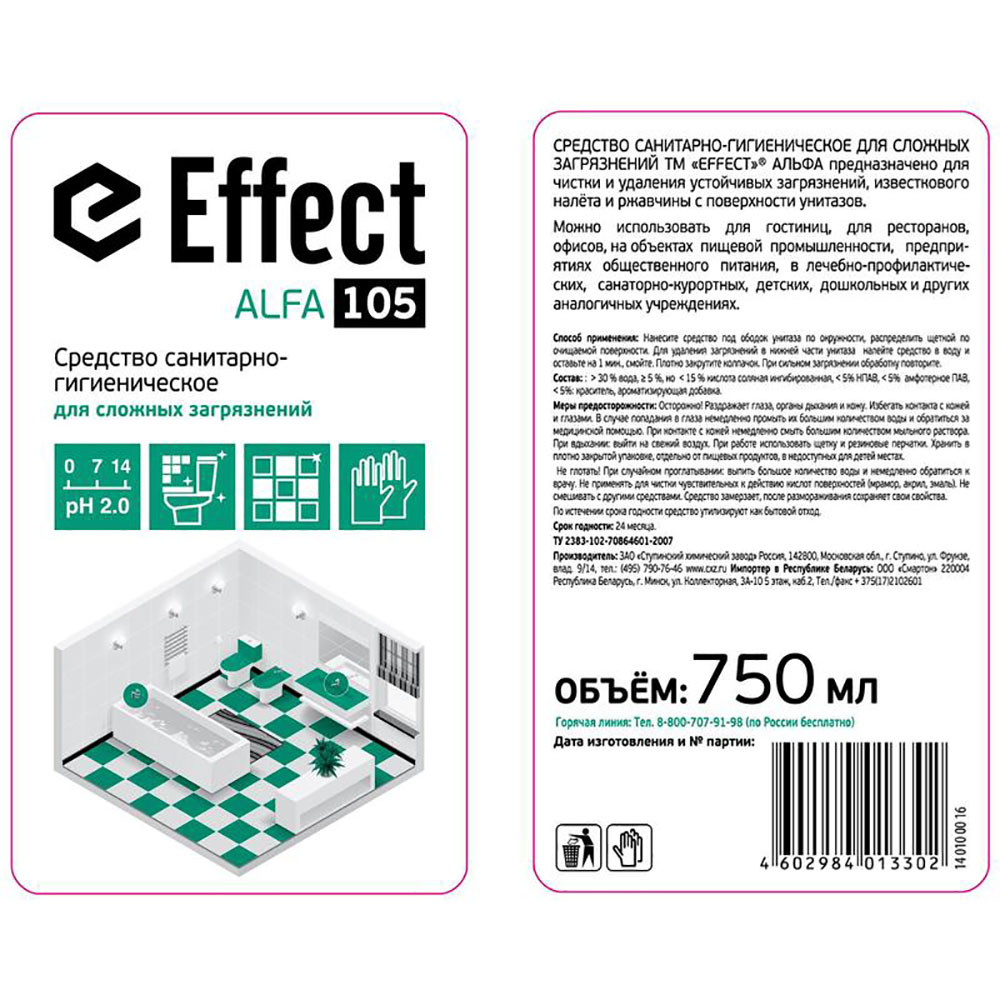 Effect
ALFA 105
Средство санитарно-
гигиеническое
для сложных загрязнений
0 7 14
pH 2.0
СРЕДСТВО САНИТАРНО-ГИГИЕНИЧЕСКОЕ ДЛЯ СЛОЖНЫХ
ЗАГРЯЗНЕНИЙ ТМ «EFFECT»® АЛЬФА предназначено для
чистки и удаления устойчивых загрязнений, известкового
налёта и ржавчины с поверхности унитазов.
Можно использовать для гостиниц, для ресторанов,
офисов, на объектах пищевой промышленности, предпри-
ятиях общественного питания, в лечебно-профилактиче-
ских, санаторно-курортных, детских, дошкольных и других
аналогичных учреждениях.
Способ применения: Нанесите средство под ободок унитаза по окружности, распределить щеткой по
очищаемой поверхности. Для удаления загрязнений в нижней части унитаза налейте средство в воду и
оставьте на 1 мин., смойте. Плотно закрутите колпачок. При сильном загрязнении обработку повторите.
Состав: : > 30 % вода, ≥ 5 %, но < 15 % кислота соляная ингибированная, < 5% НПАВ, < 5% амфотерное ПАВ,
< 5%: краситель, ароматизирующая добавка.
Меры предосторожности: Осторожно! Раздражает глаза, органы дыхания и кожу. Избегать контакта с кожей
и глазами. В случае попадания в глаза немедленно промыть их большим количеством воды и обратиться за
медицинской помощью. При контакте с кожей немедленно смыть большим количеством мыльного раствора.
При вдыхании: выйти на свежий воздух. При работе использовать щетку и резиновые перчатки. Хранить в
плотно закрытой упаковке, отдельно от пищевых продуктов, в недоступных для детей местах.
Не глотать! При случайном проглатывании: выпить большое количество воды и немедленно обратиться к
врачу. Не применять для чистки чувствительных к действию кислот поверхностей (мрамор, акрил, эмаль). Не
смешивать с другими средствами. Средство замерзает, после размораживания сохраняет свои свойства.
По истечении срока годности средство утилизируют как бытовой отход.
Срок годности: 24 месяца.
ТУ 2383-102-70864601-2007
Производитель: ЗАО «Ступинский химический завод» Россия, 142800, Московская обл., г. Ступино, ул. Фрунзе,
влад. 9/14, тел.: (495) 790-76-46 www.cxz.ru Импортер в Республике Беларусь: ООО «Смартон» 220004
Республика Беларусь, г. Минск, ул. Коллекторная, 3А-10 5 этаж, каб.2, Тел./факс + 375(17)2102601
ОБЪЁМ: 750 мл
Горячая линия: Тел. 8-800-707-91-98 (по России бесплатно)
Дата изготовления и № партии:
4 602984 013302
14 010 00 16